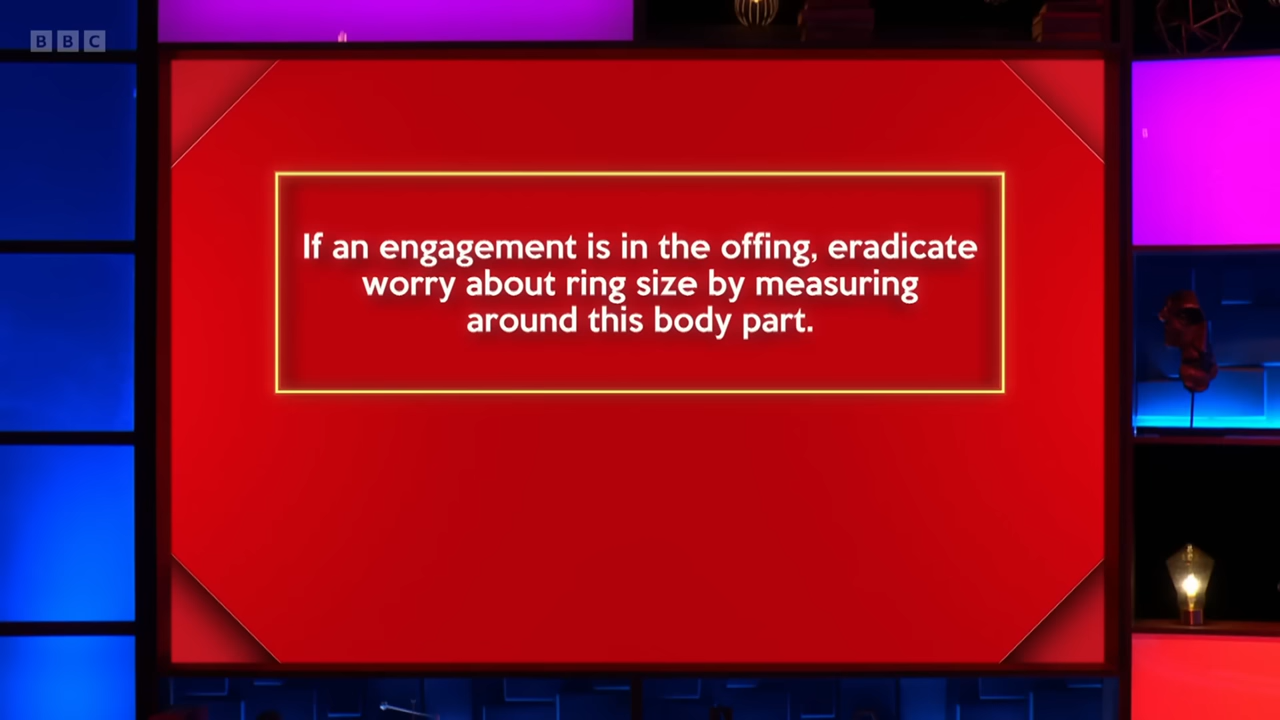 BBC
If an engagement is in the offing, eradicate
worry about ring size by measuring
around this body part.